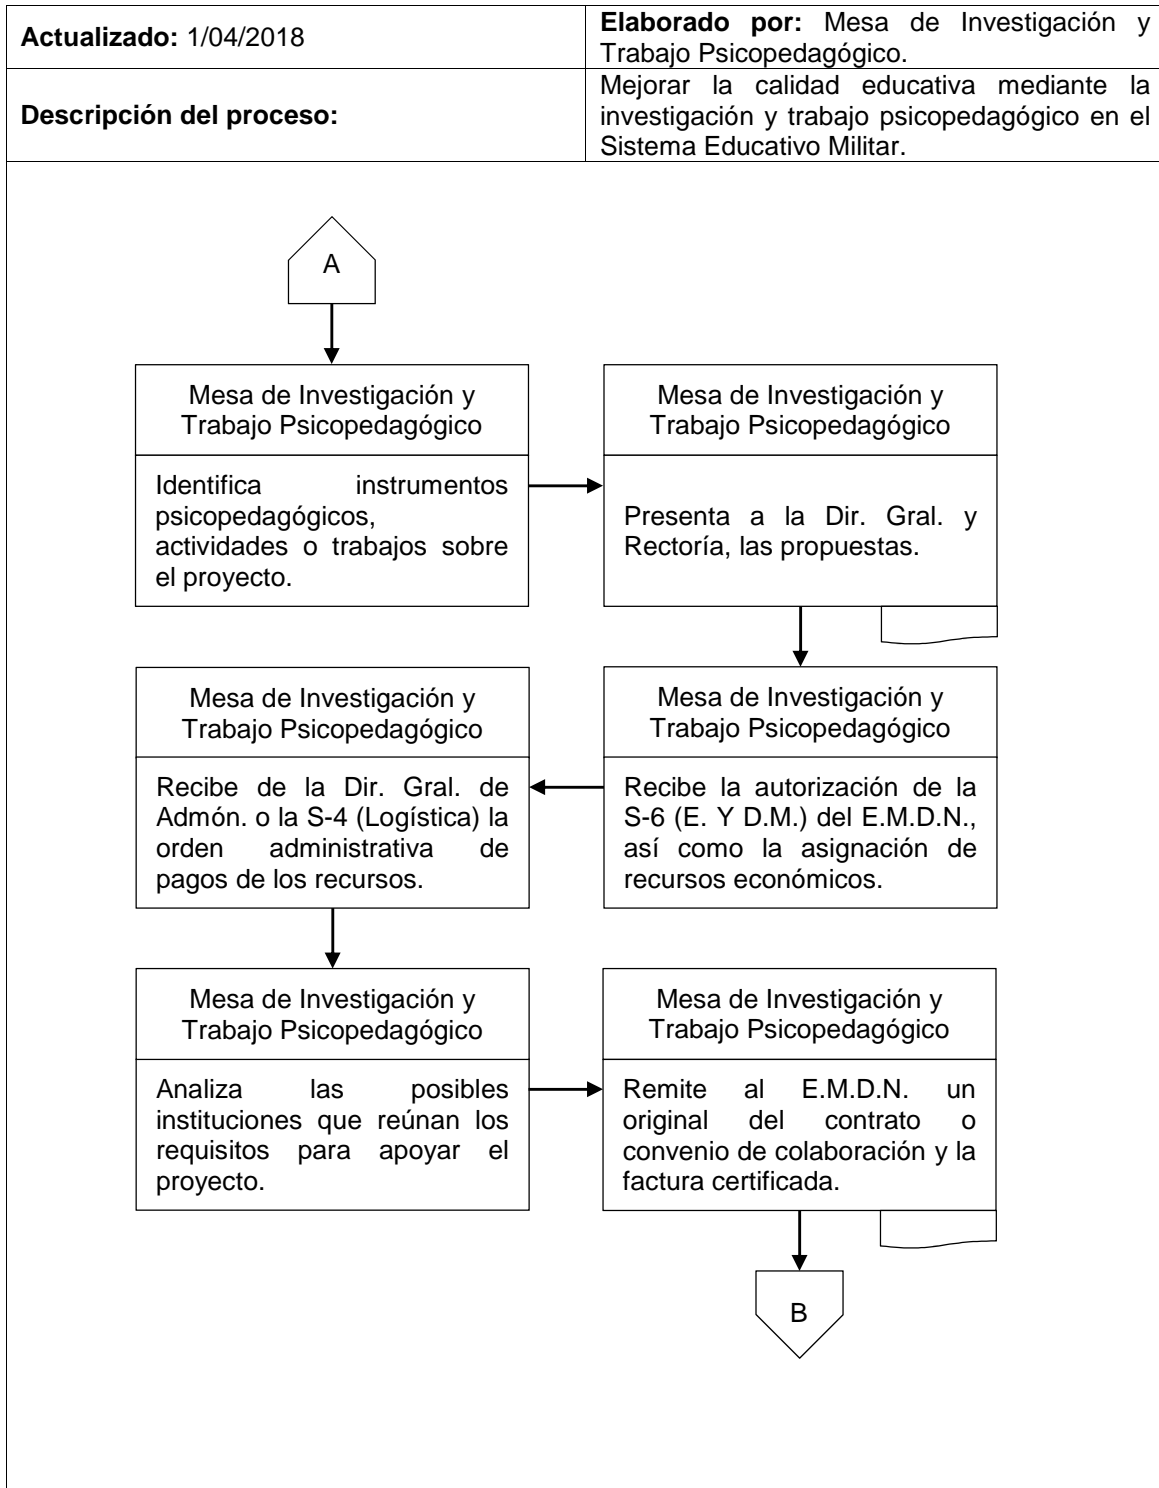 Actualizado: 1/04/2018
Elaborado por: Mesa de Investigación y
Trabajo Psicopedagógico.
Descripción del proceso:
Mejorar la calidad educativa mediante la
investigación y trabajo psicopedagógico en el
Sistema Educativo Militar.
A
Mesa de Investigación y
Trabajo Psicopedagógico
Identifica instrumentos
psicopedagógicos,
actividades o trabajos sobre
el proyecto.
Mesa de Investigación y
Trabajo Psicopedagógico
Presenta a la Dir. Gral. y
Rectoría, las propuestas.
Mesa de Investigación y
Trabajo Psicopedagógico
Recibe la autorización de la
S-6 (E. Y D.M.) del E.M.D.N.,
así como la asignación de
recursos económicos.
Mesa de Investigación y
Trabajo Psicopedagógico
Recibe de la Dir. Gral. de
Admón. o la S-4 (Logística) la
orden administrativa de
pagos de los recursos.
Mesa de Investigación y
Trabajo Psicopedagógico
Analiza las posibles
instituciones que reúnan los
requisitos para apoyar el
proyecto.
Mesa de Investigación y
Trabajo Psicopedagógico
Remite al E.M.D.N. un
original del contrato o
convenio de colaboración y la
factura certificada.
B